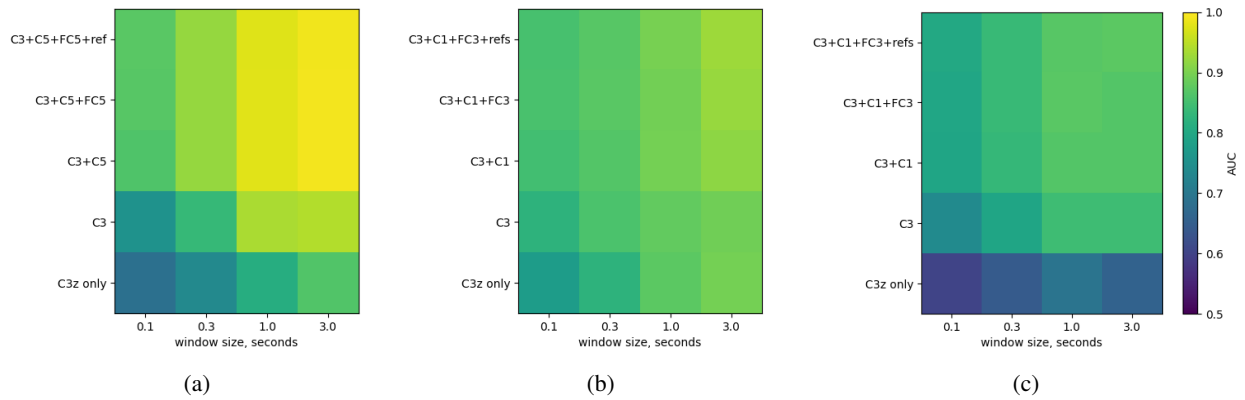 C3+C5+FC5+ref
C3+C5+FC5
C3+C5
C3
C3z only
0.1 0.3 1.0 3.0
window size, seconds
(a)
C3+C1+FC3+refs
C3+C1+FC3
C3+C1
C3
C3z only
0.1 0.3 1.0 3.0
window size, seconds
(b)
C3+C1+FC3+refs
C3+C1+FC3
C3+C1
C3
C3z only
0.1 0.3 1.0 3.0
window size, seconds
(c)
1.0
0.9
0.8
0.7
0.6
0.5
AUC